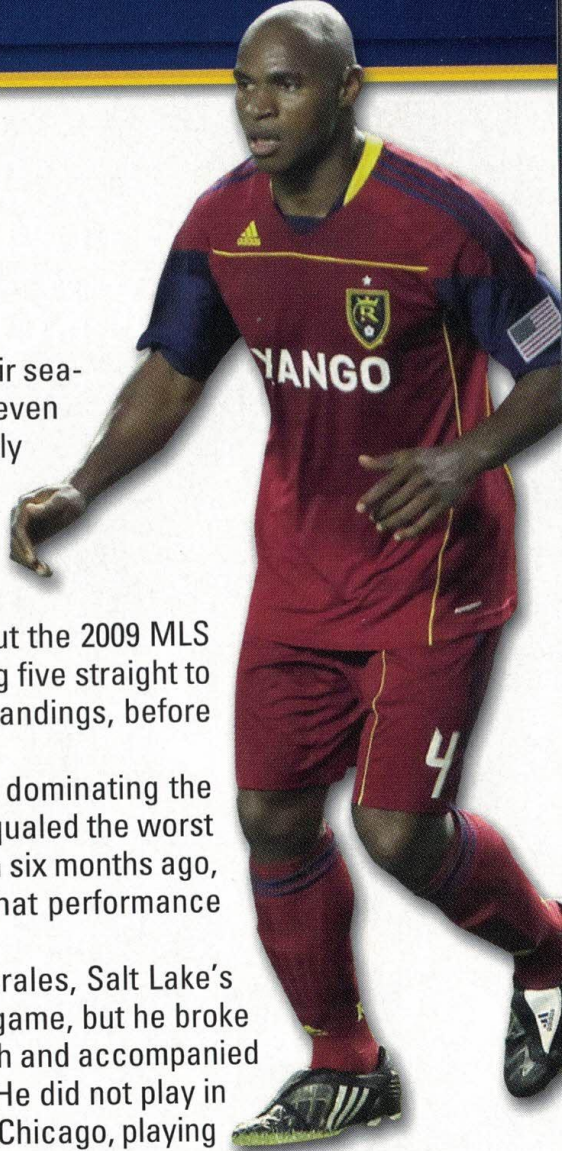 adidas
R
XANGO
4
ir sea-
even
ly
ut the 2009 MLS
g five straight to
andings, before
dominating the
qualed the worst
six months ago,
hat performance
rales, Salt Lake’s
game, but he broke
h and accompanied
He did not play in
Chicago, playing